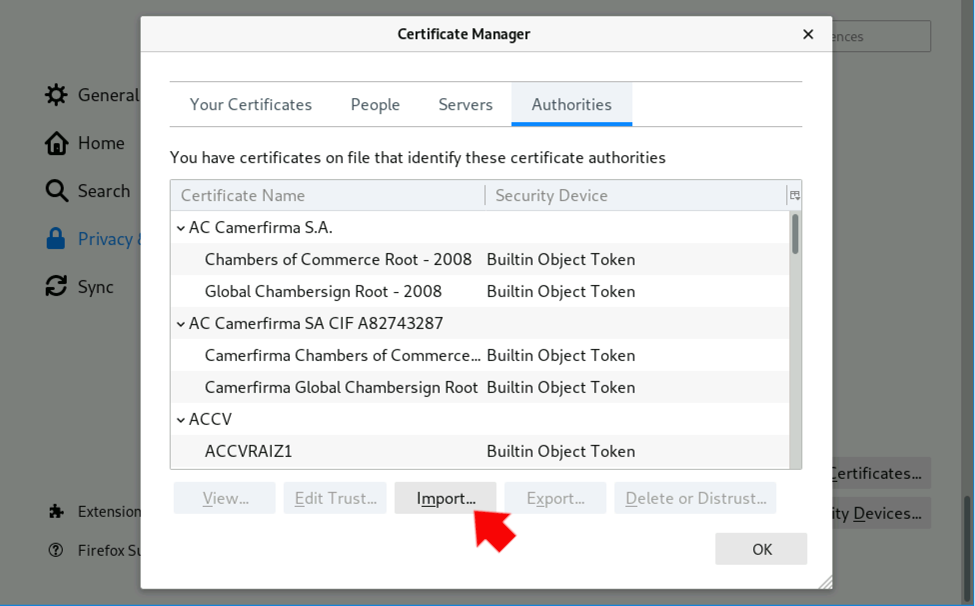 Certificate Manager
ences
General
Home
Search
Privacy
Sync
Extension
Firefox Su
Your Certificates People Servers Authorities
You have certificates on file that identify these certificate authorities
Certificate Name Security Device
AC Camerfirma S.A.
Chambers of Commerce Root - 2008 Builtin Object Token
Global Chambersign Root - 2008 Builtin Object Token
AC Camerfirma SA CIF A82743287
Camerfirma Chambers of Commerce... Builtin Object Token
Camerfirma Global Chambersign Root Builtin Object Token
ACCV
ACCVRAIZ1 Builtin Object Token
View... Edit Trust... Import... Export... Delete or Distrust...
OK
Certificates...
ity Devices...